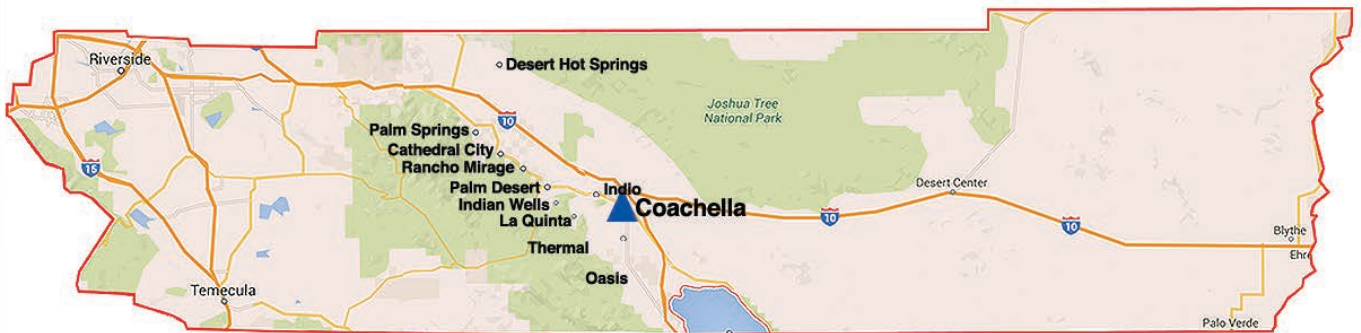 Riverside
Desert Hot Springs
Joshua Tree
National Park
10
Palm Springs
Cathedral City
Rancho Mirage
15
Palm Desert
Indio
Indian Wells
Coachella
La Quinta
Desert Center
10
10
Blythe
Thermal
Ehre
Oasis
Temecula
Palo Verde